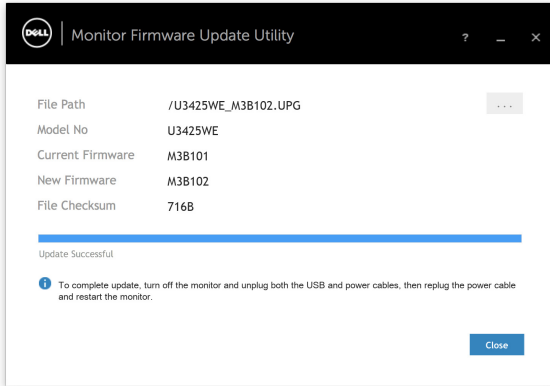 DELL Monitor Firmware Update Utility ? _ ×
File Path /U3425WE_M3B102.UPG ...
Model No U3425WE
Current Firmware M3B101
New Firmware M3B102
File Checksum 716B
Update Successful
i To complete update, turn off the monitor and unplug both the USB and power cables, then replug the power cable
and restart the monitor.
Close